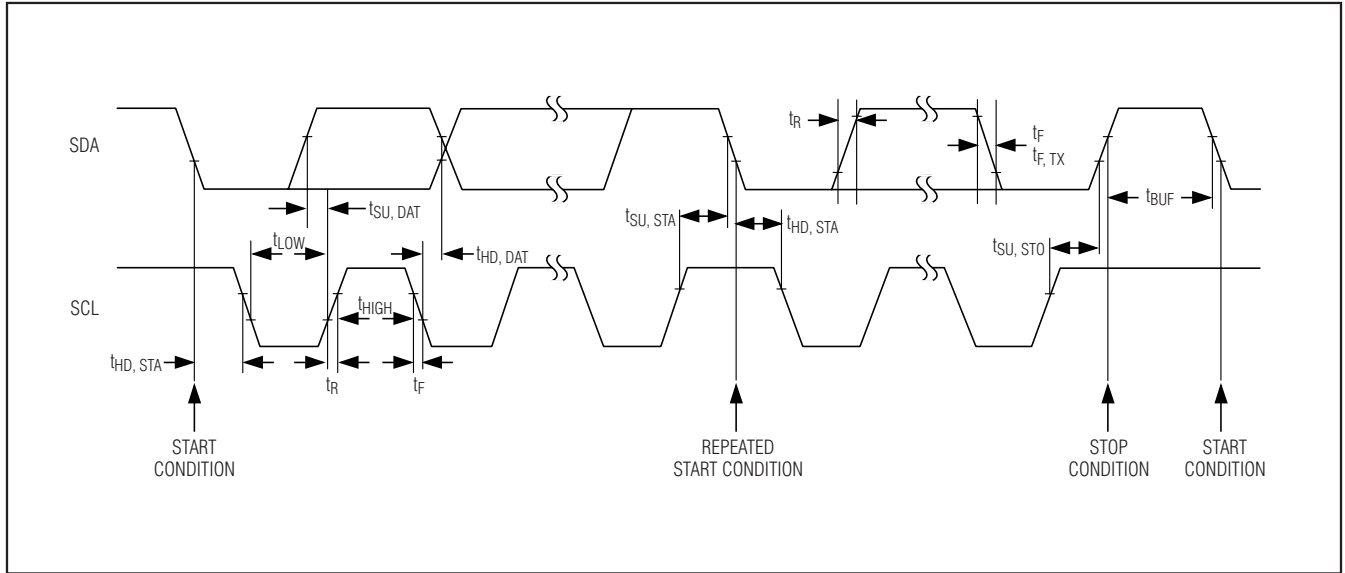 SDA
tR
tF
tF, TX
tSU, DAT
tSU, STA
tHD, STA
tBUF
tLOW
tHD, DAT
tSU, STO
SCL
tHIGH
tHD, STA
tR
tF
START
CONDITION
REPEATED
START CONDITION
STOP
CONDITION
START
CONDITION